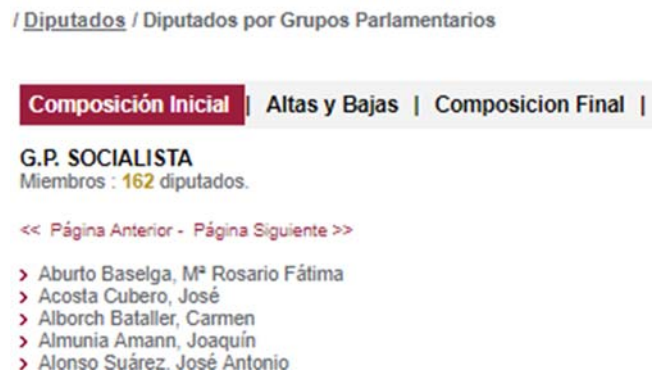 / Diputados / Diputados por Grupos Parlamentarios
Composición Inicial | Altas y Bajas | Composicion Final |
G.P. SOCIALISTA
Miembros : 162 diputados.
<< Página Anterior - Página Siguiente >>
> Aburto Baselga, Mª Rosario Fátima
> Acosta Cubero, José
> Alborch Bataller, Carmen
> Almunia Amann, Joaquín
> Alonso Suárez, José Antonio